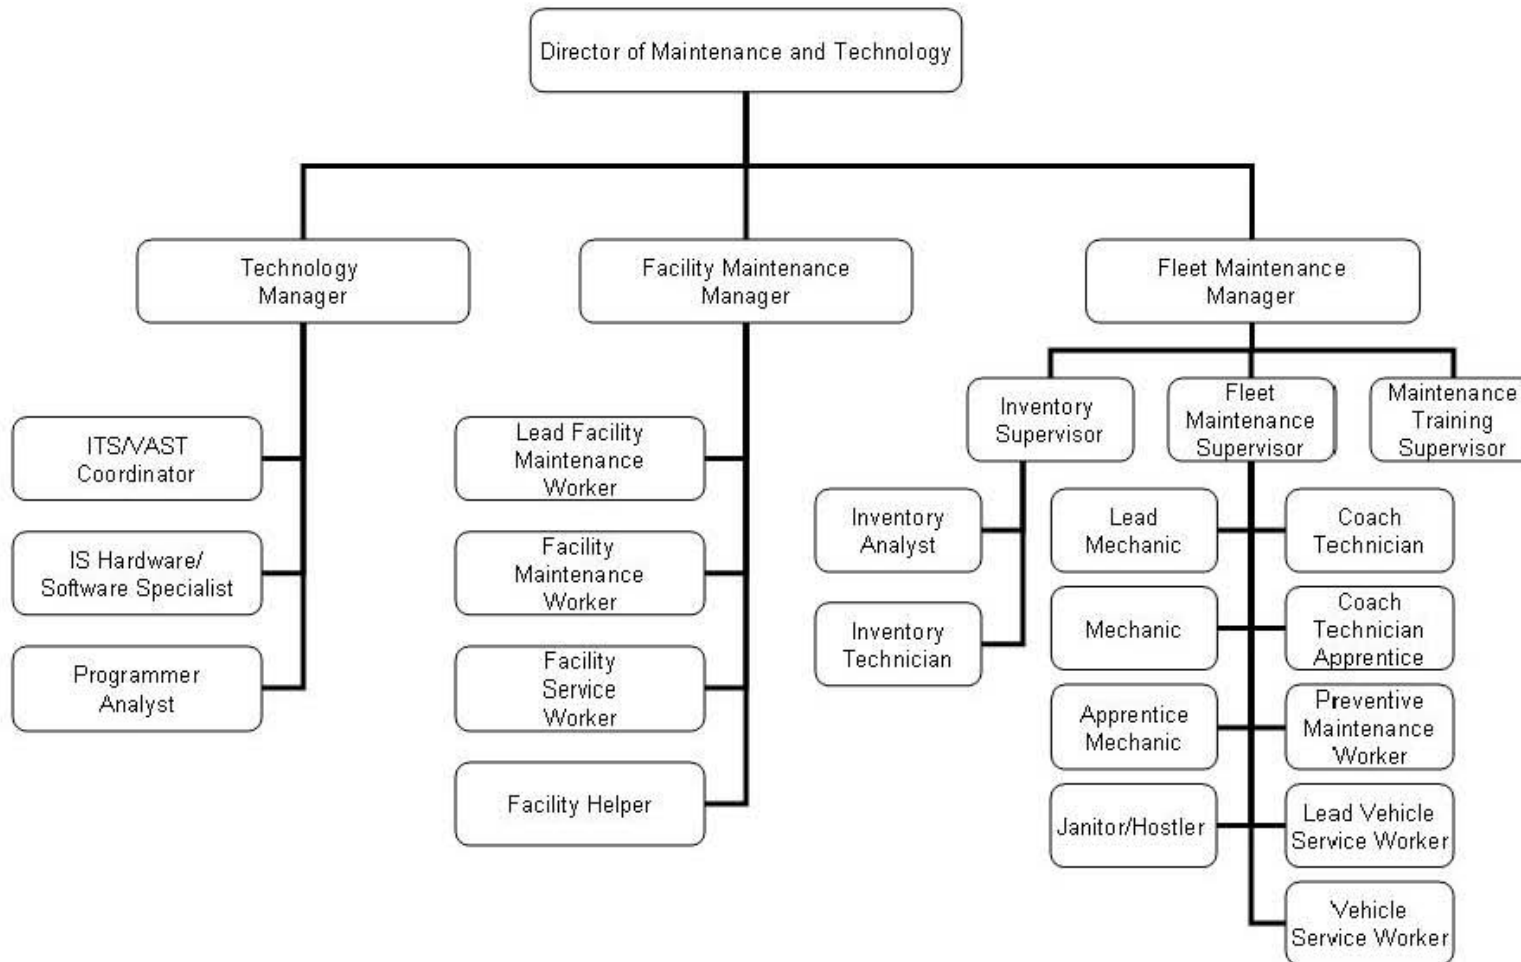 Director of Maintenance and Technology
Technology
Manager
Facility Maintenance
Manager
Fleet Maintenance
Manager
ITS/VAST
Coordinator
IS Hardware/
Software Specialist
Programmer
Analyst
Lead Facility
Maintenance
Worker
Facility
Maintenance
Worker
Facility
Service
Worker
Facility Helper
Inventory
Supervisor
Fleet
Maintenance
Supervisor
Maintenance
Training
Supervisor
Inventory
Analyst
Inventory
Technician
Lead
Mechanic
Mechanic
Apprentice
Mechanic
Janitor/Hostler
Coach
Technician
Coach
Technician
Apprentice
Preventive
Maintenance
Worker
Lead Vehicle
Service Worker
Vehicle
Service Worker